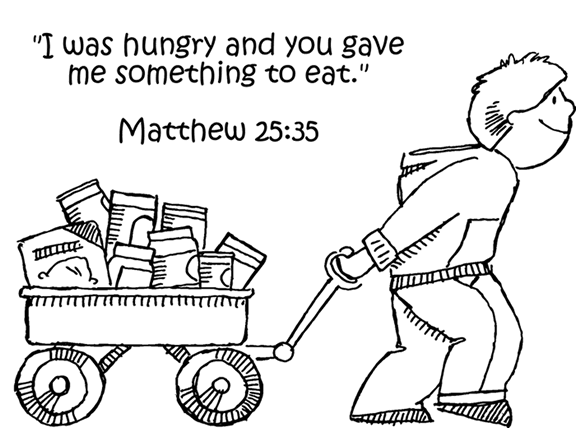 "I was hungry and you gave
me something to eat."
Matthew 25:35